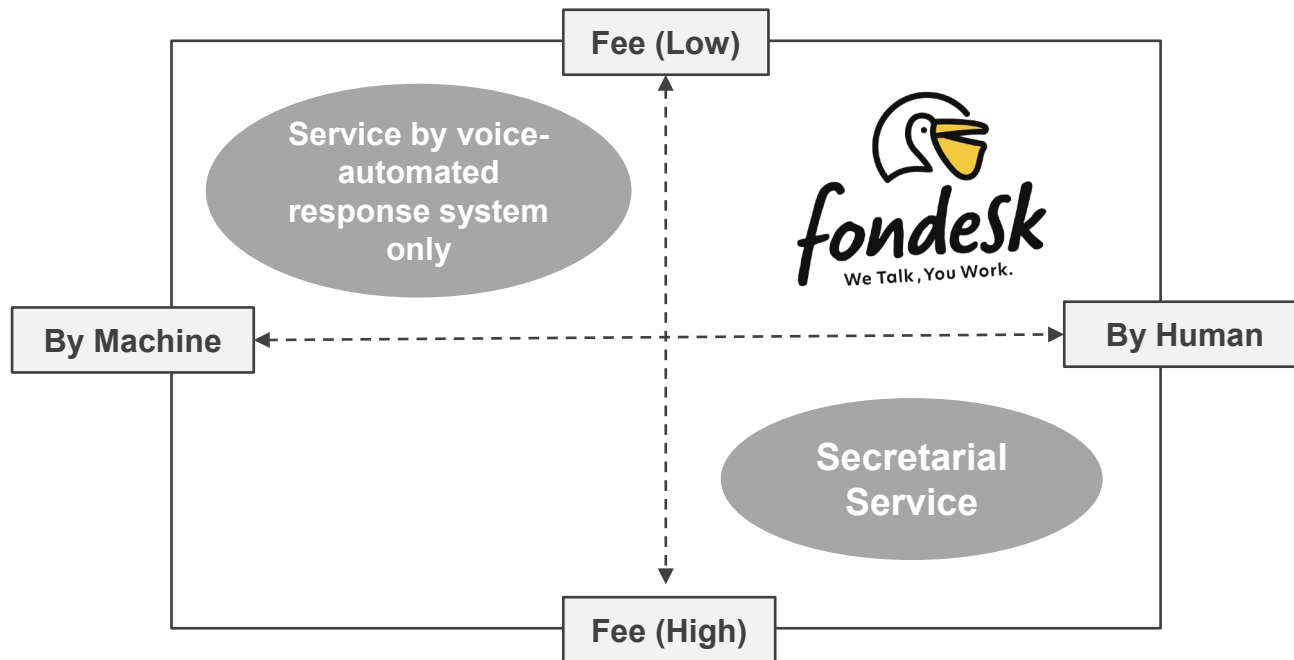 Fee (Low)
Service by voice-
automated
response system
only
fondesk
We Talk, You Work.
By Machine
By Human
Secretarial
Service
Fee (High)